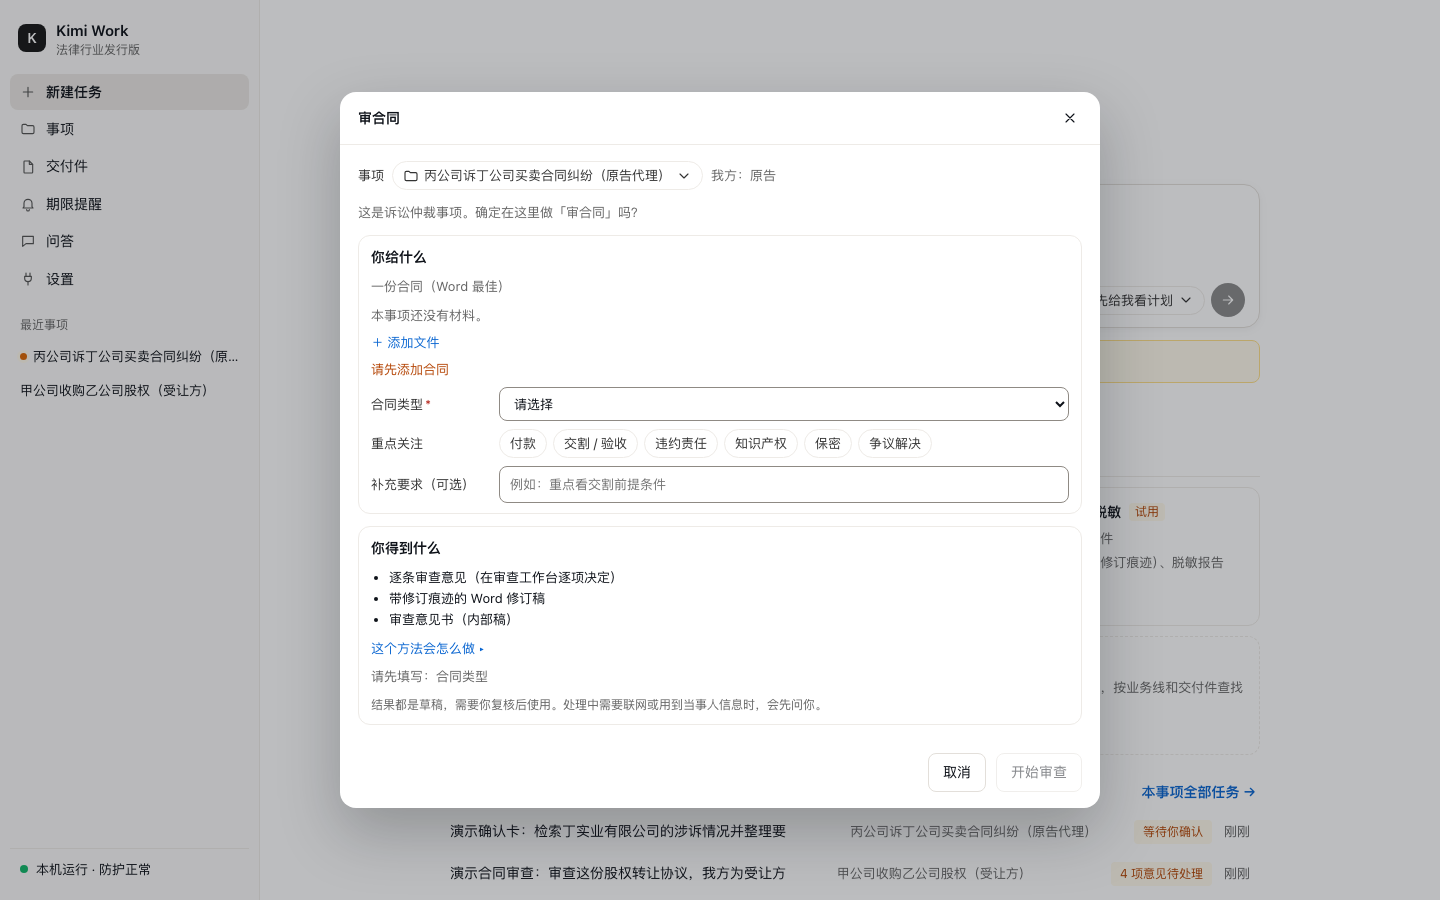 K
Kimi Work
法律行业发行版
新建任务
事项
交付件
期限提醒
问答
设置
最近事项
丙公司诉丁公司买卖合同纠纷（原...
甲公司收购乙公司股权（受让方）
本机运行 · 防护正常
审合同
事项 丙公司诉丁公司买卖合同纠纷（原告代理） 我方：原告
这是诉讼仲裁事项。确定在这里做「审合同」吗？
你给什么
一份合同（Word 最佳）
本事项还没有材料。
＋ 添加文件
请先添加合同
合同类型* 请选择
重点关注 付款 交割 / 验收 违约责任 知识产权 保密 争议解决
补充要求（可选） 例如：重点看交割前提条件
你得到什么
• 逐条审查意见（在审查工作台逐项决定）
• 带修订痕迹的 Word 修订稿
• 审查意见书（内部稿）
这个方法会怎么做 ▸
请先填写：合同类型
结果都是草稿，需要你复核后使用。处理中需要联网或用到当事人信息时，会先问你。
取消 开始审查
先给我看计划
脱敏 试用
件
修订痕迹）、脱敏报告
，按业务线和交付件查找
本事项全部任务 →
演示确认卡：检索丁实业有限公司的涉诉情况并整理要 丙公司诉丁公司买卖合同纠纷（原告代理） 等待你确认 刚刚
演示合同审查：审查这份股权转让协议，我方为受让方 甲公司收购乙公司股权（受让方） 4 项意见待处理 刚刚